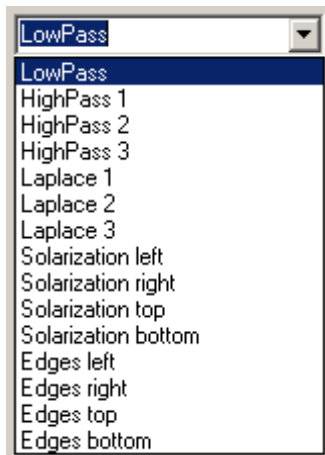 LowPass
LowPass
HighPass 1
HighPass 2
HighPass 3
Laplace 1
Laplace 2
Laplace 3
Solarization left
Solarization right
Solarization top
Solarization bottom
Edges left
Edges right
Edges top
Edges bottom